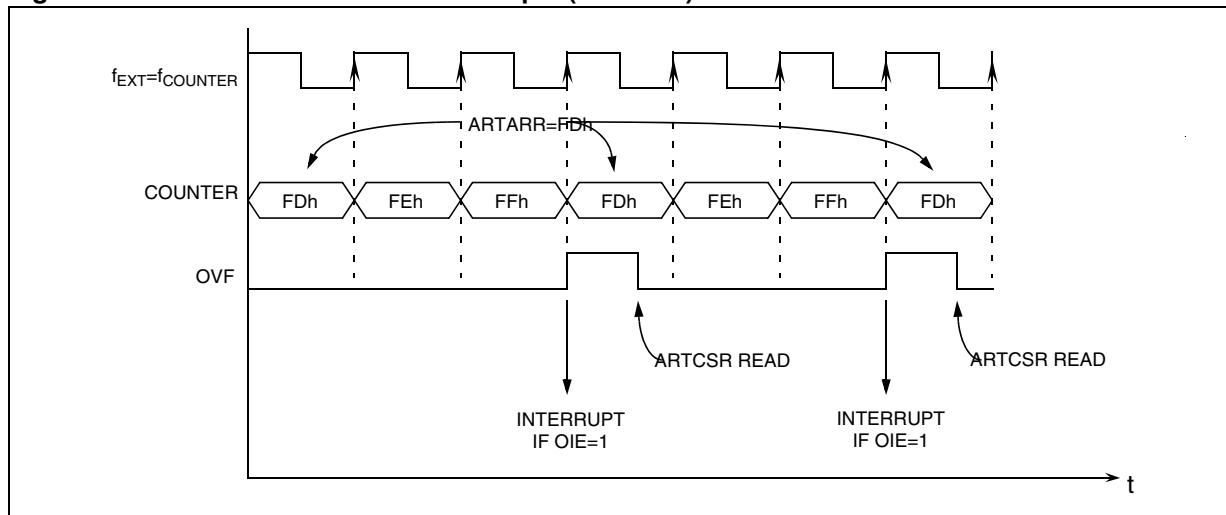 fEXT=fCOUNTER
ARTARR=FDh
COUNTER
FDh FEh FFh FDh FEh FFh FDh
OVF
ARTCSR READ ARTCSR READ
INTERRUPT INTERRUPT
IF OIE=1 IF OIE=1
t